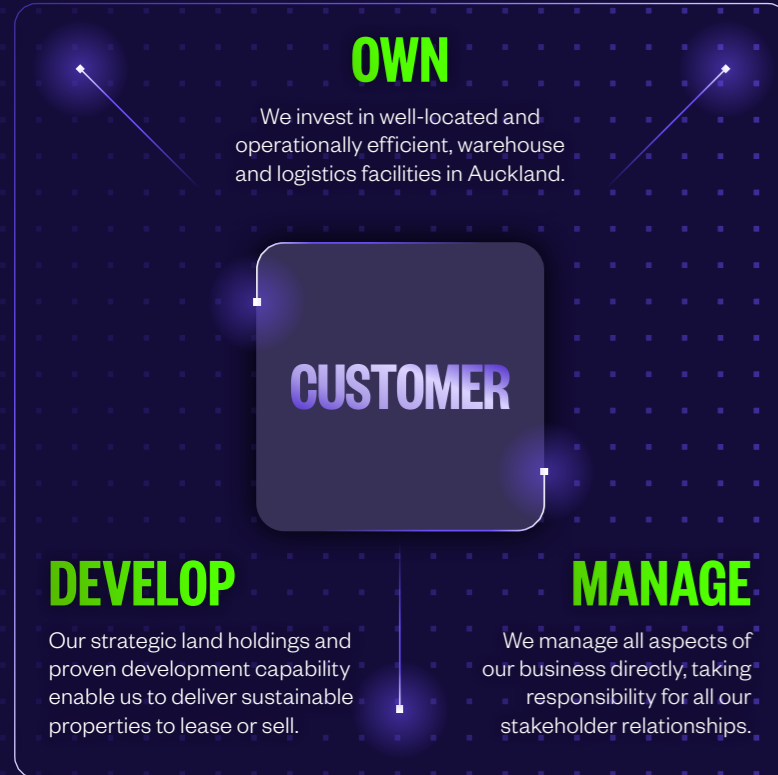 OWN
We invest in well-located and
operationally efficient, warehouse
and logistics facilities in Auckland.
CUSTOMER
DEVELOP
Our strategic land holdings and
proven development capability
enable us to deliver sustainable
properties to lease or sell.
MANAGE
We manage all aspects of
our business directly, taking
responsibility for all our
stakeholder relationships.